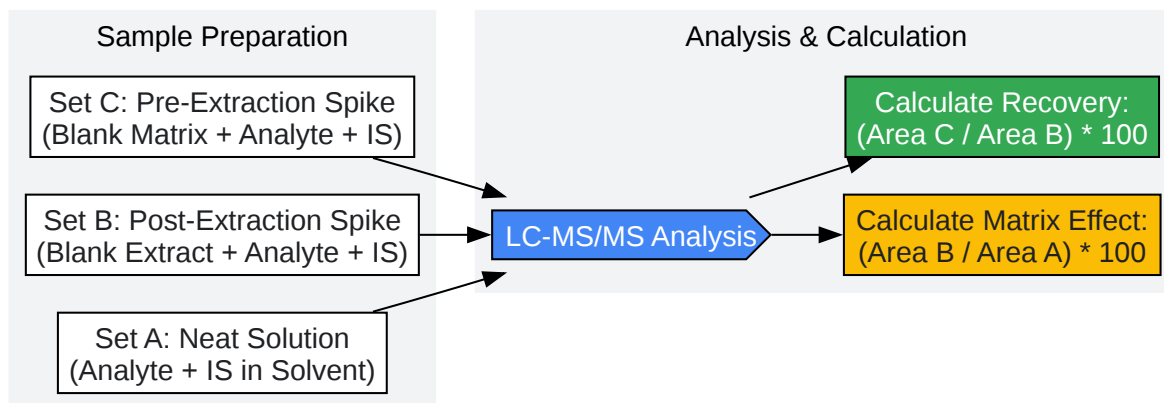 Sample Preparation
Set C: Pre-Extraction Spike
(Blank Matrix + Analyte + IS)
Set B: Post-Extraction Spike
(Blank Extract + Analyte + IS)
Set A: Neat Solution
(Analyte + IS in Solvent)
Analysis & Calculation
LC-MS/MS Analysis
Calculate Recovery:
(Area C / Area B) * 100
Calculate Matrix Effect:
(Area B / Area A) * 100